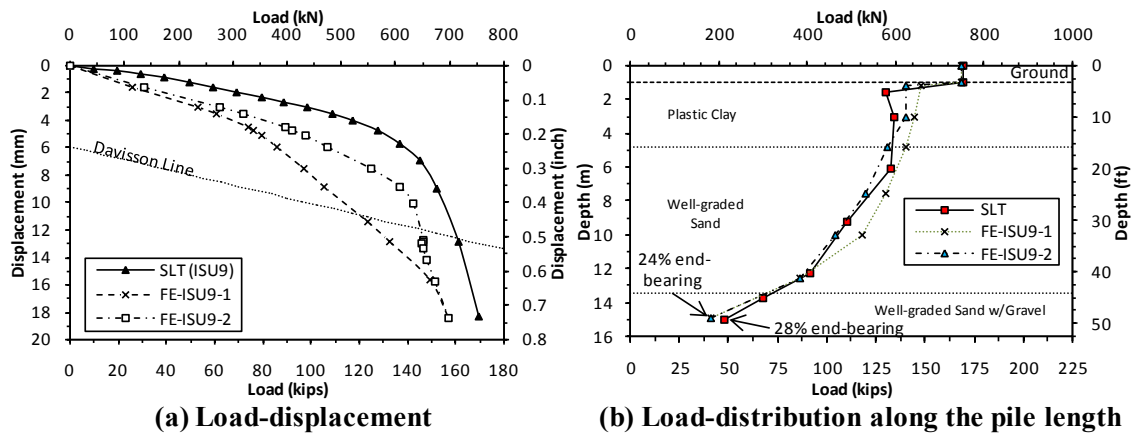 Load (kN)
0 100 200 300 400 500 600 700 800
0
2
4
6
8
10
12
14
16
18
20
Displacement (mm)
0
0.1
0.2
0.3
0.4
0.5
0.6
0.7
0.8
Displacement (inch)
Davisson Line
SLT (ISU9)
FE-ISU9-1
FE-ISU9-2
0 20 40 60 80 100 120 140 160 180
Load (kips)
(a) Load-displacement
Load (kN)
0 200 400 600 800 1000
0
2
4
6
8
10
12
14
16
Depth (m)
0
10
20
30
40
50
Depth (ft)
Ground
Plastic Clay
Well-graded
Sand
SLT
FE-ISU9-1
FE-ISU9-2
24% end-
bearing
Well-graded Sand w/Gravel
28% end-bearing
0 25 50 75 100 125 150 175 200 225
Load (kips)
(b) Load-distribution along the pile length